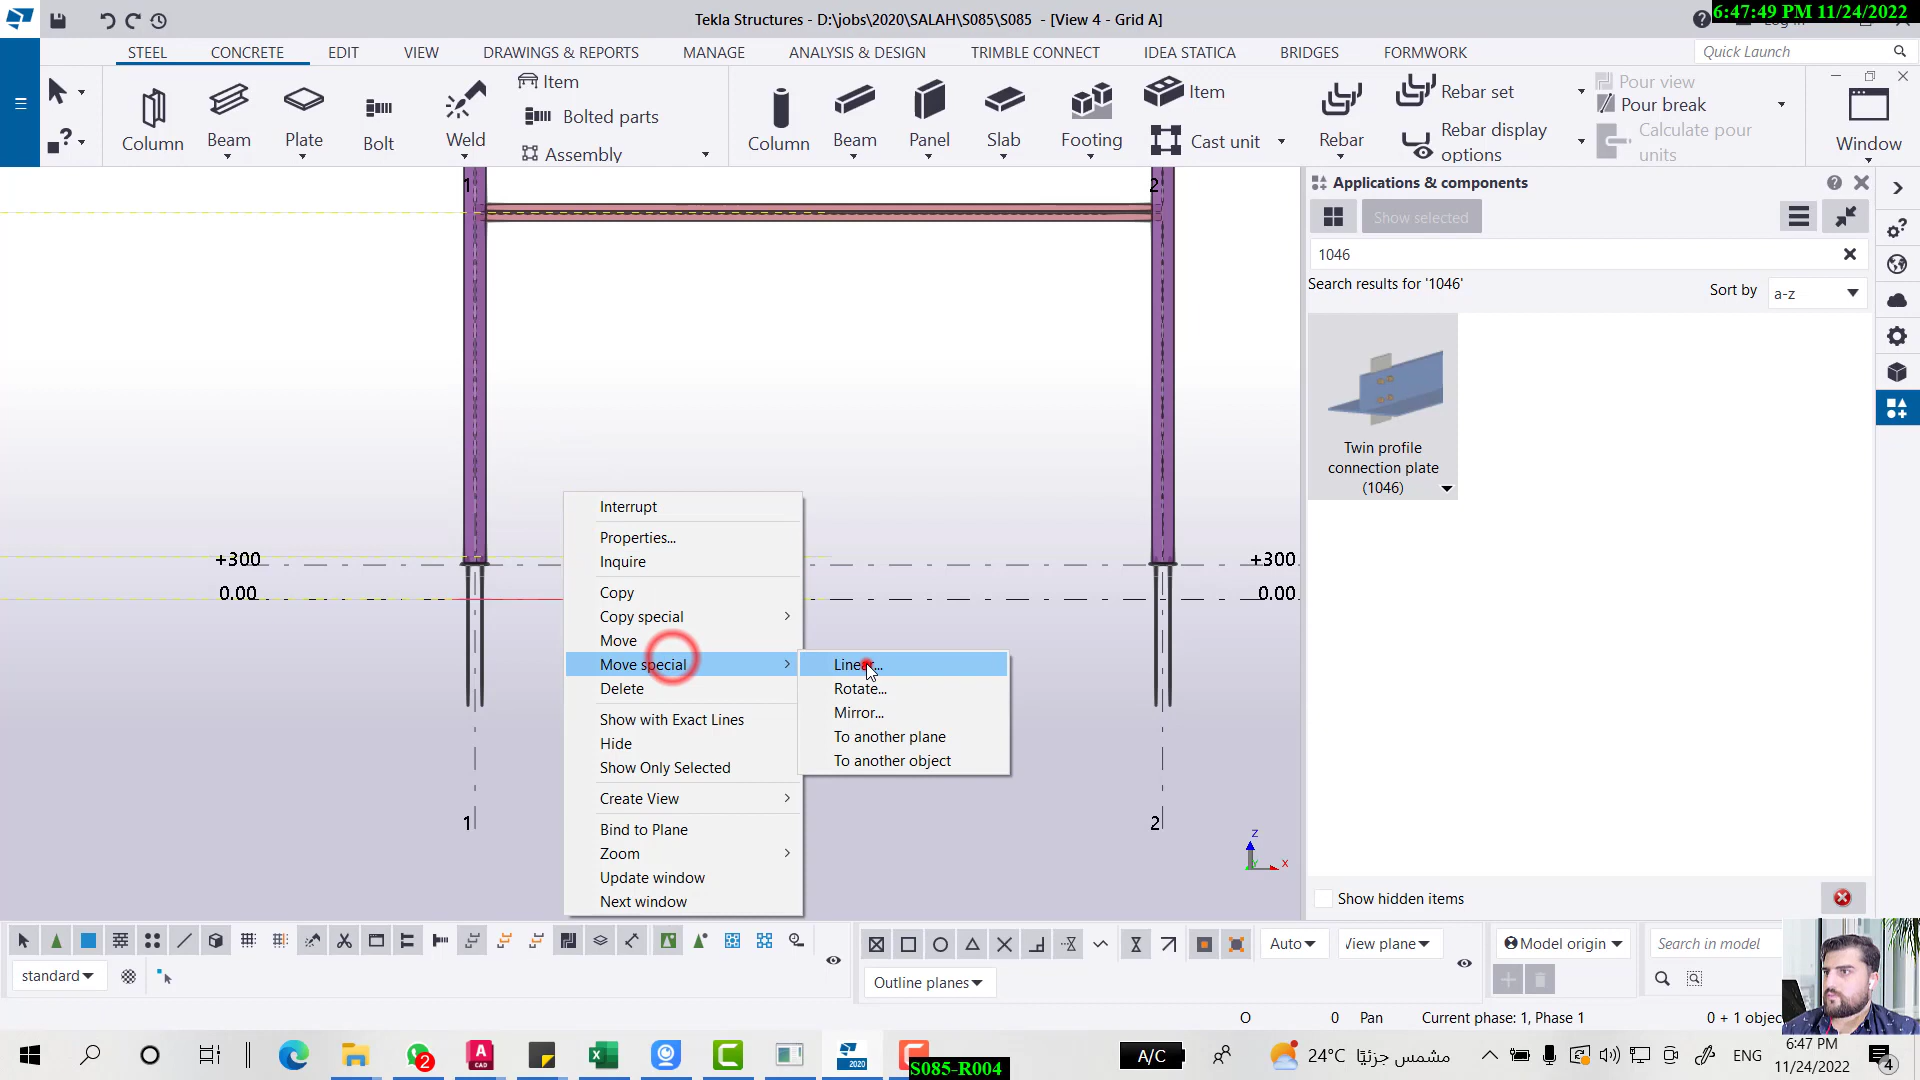 Tekla Structures - D:\jobs\2020\SALAH\S085\S085 - [View 4 - Grid A]
6:47:49 PM 11/24/2022
STEEL CONCRETE EDIT VIEW DRAWINGS & REPORTS MANAGE ANALYSIS & DESIGN TRIMBLE CONNECT IDEA STATICA BRIDGES FORMWORK
Quick Launch
Column
Beam
Plate
Bolt
Weld
Item
Bolted parts
Assembly
Column
Beam
Panel
Slab
Footing
Item
Cast unit
Rebar
Rebar set
Rebar display
options
Pour view
Pour break
Calculate pour
units
Window
1
2
+300
0.00
+300
0.00
1
2
Z
X
Interrupt
Properties...
Inquire
Copy
Copy special
Move
Move special
Delete
Show with Exact Lines
Hide
Show Only Selected
Create View
Bind to Plane
Zoom
Update window
Next window
Rotate...
Mirror...
To another plane
To another object
Applications & components
Show selected
1046
Search results for '1046'
Sort by
a-z
Twin profile
connection plate
(1046)
Show hidden items
standard
Auto
View plane
Outline planes
Model origin
Search in model
O 0 Pan Current phase: 1, Phase 1
2
A
CAD
2020
S085-R004
A/C
24°C
مشمس جزئيًا
ENG
6:47 PM
11/24/2022
4